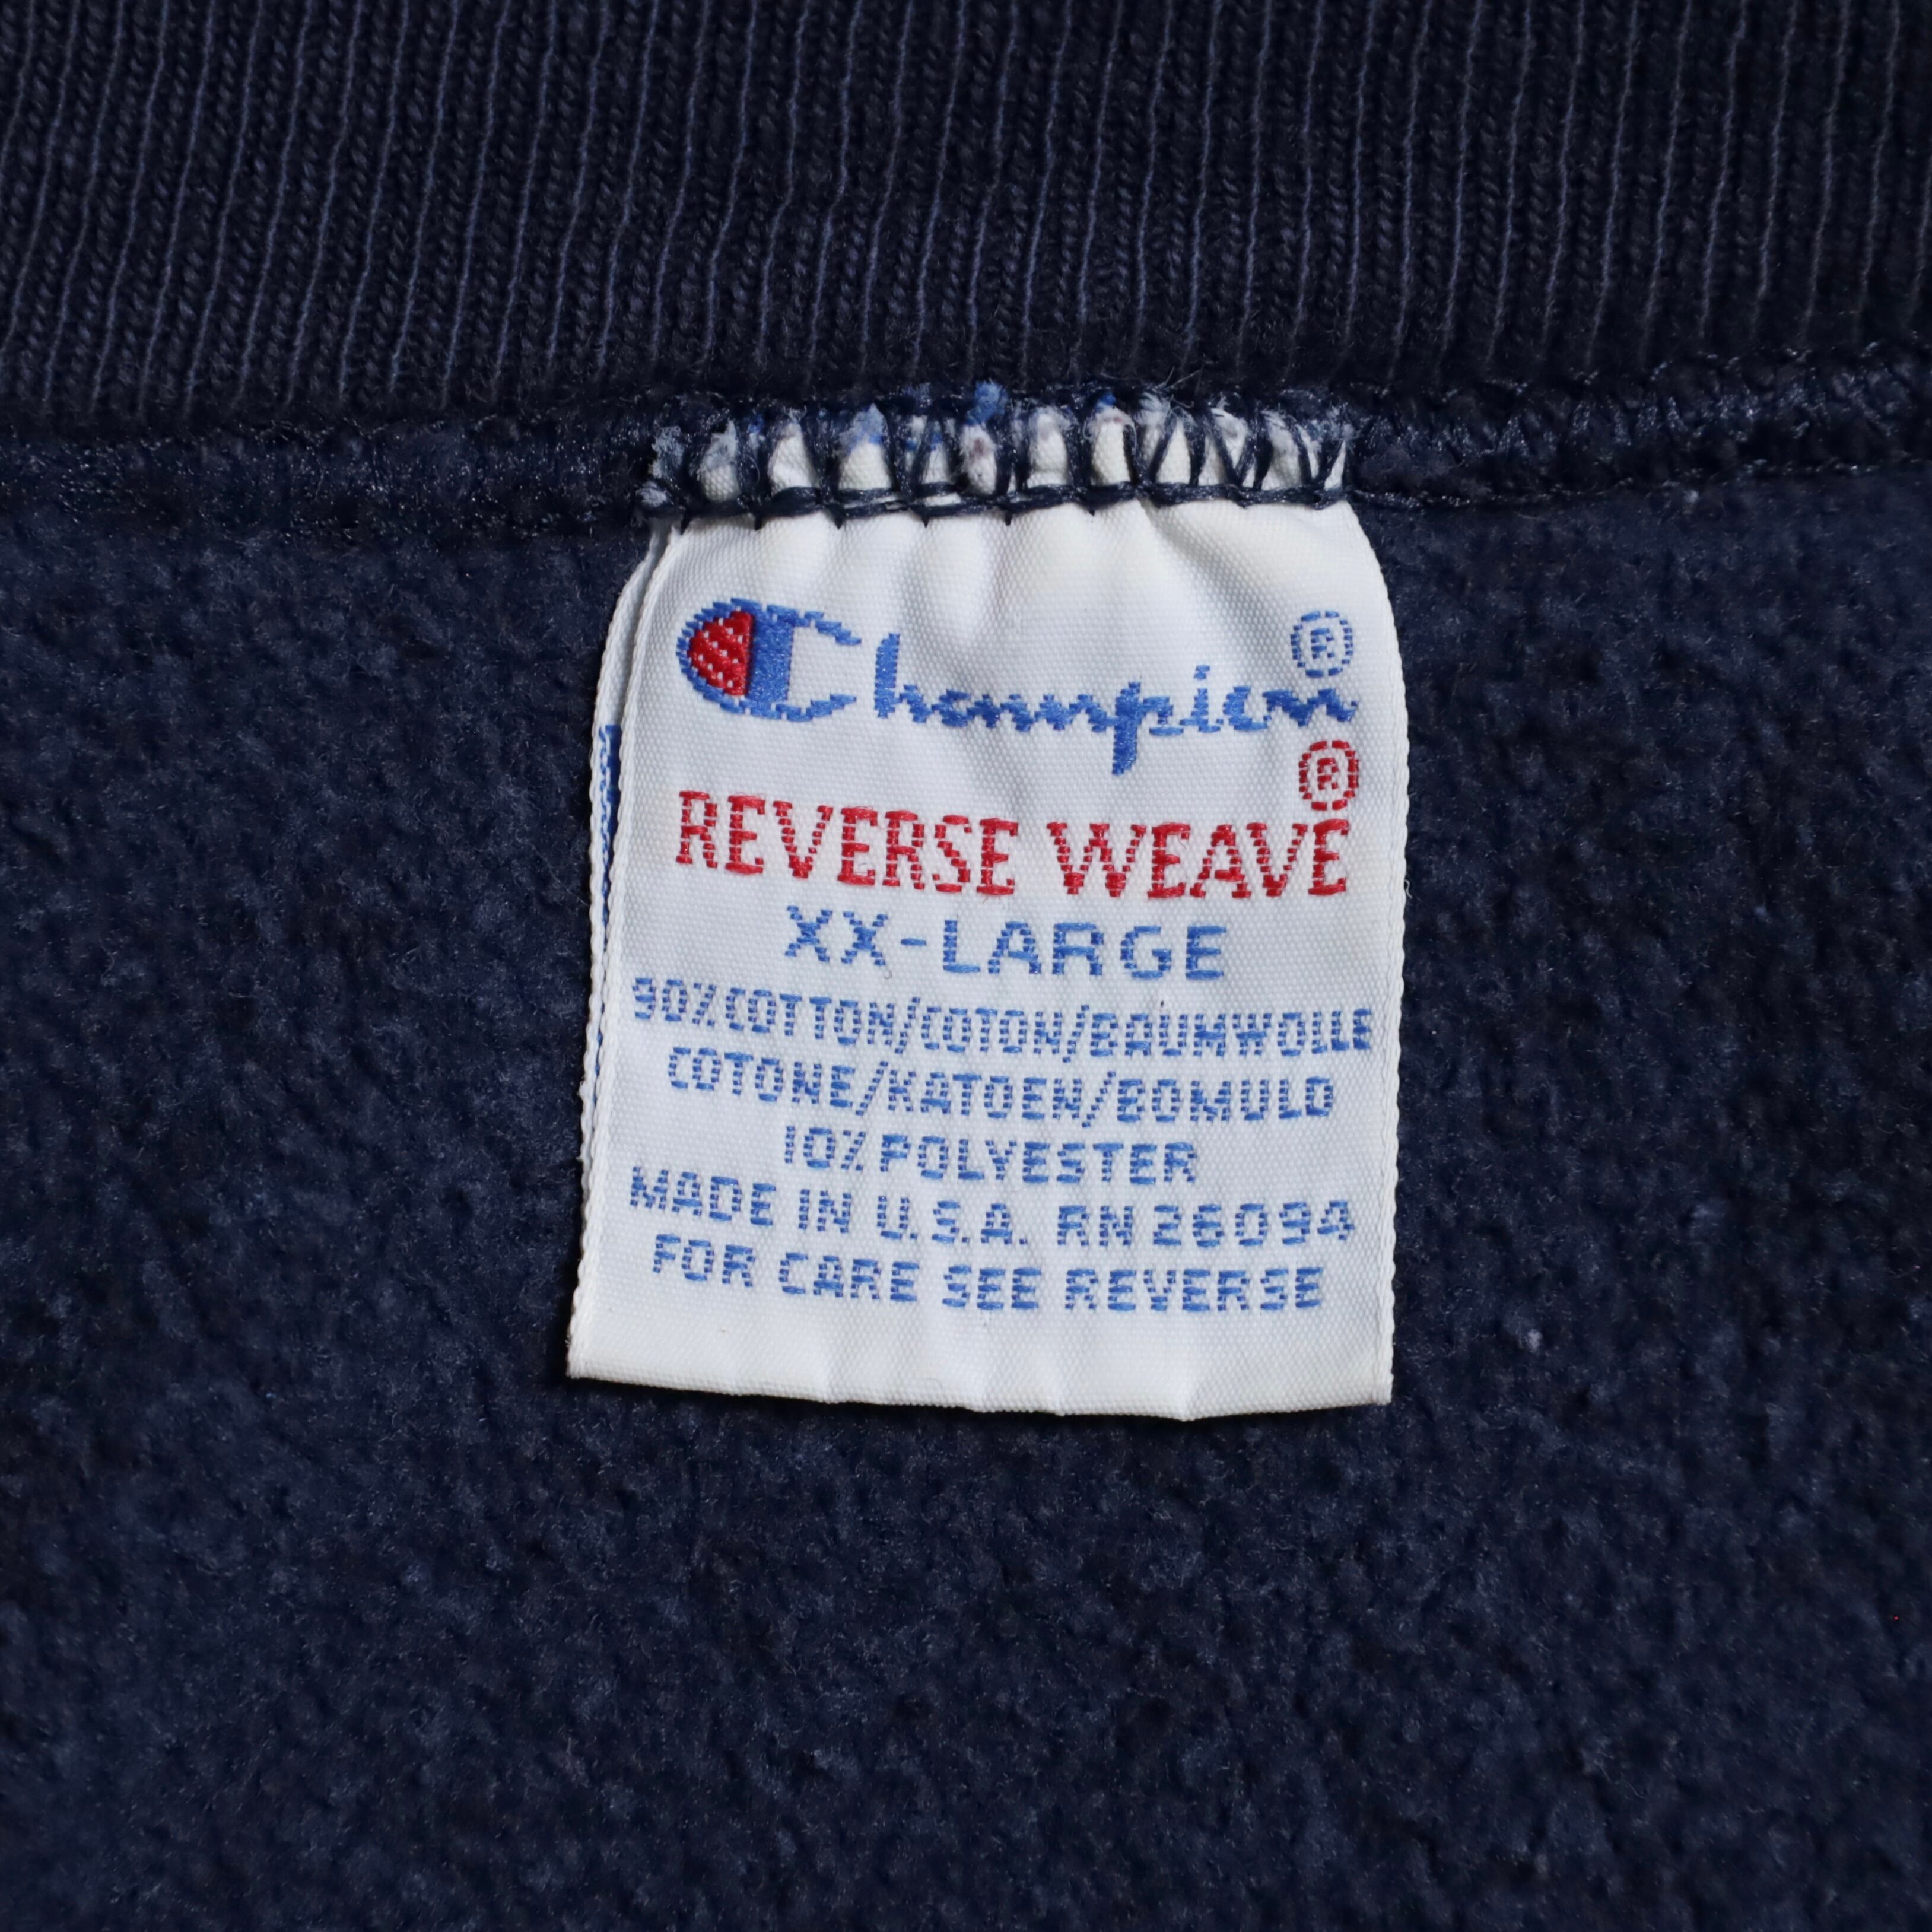 Champion®
REVERSE WEAVE®
XX-LARGE
90% COTTON/COTON/BAUMWOLLE
COTONE/KATOEN/BOMULD
10% POLYESTER
MADE IN U.S.A. RN 26094
FOR CARE SEE REVERSE